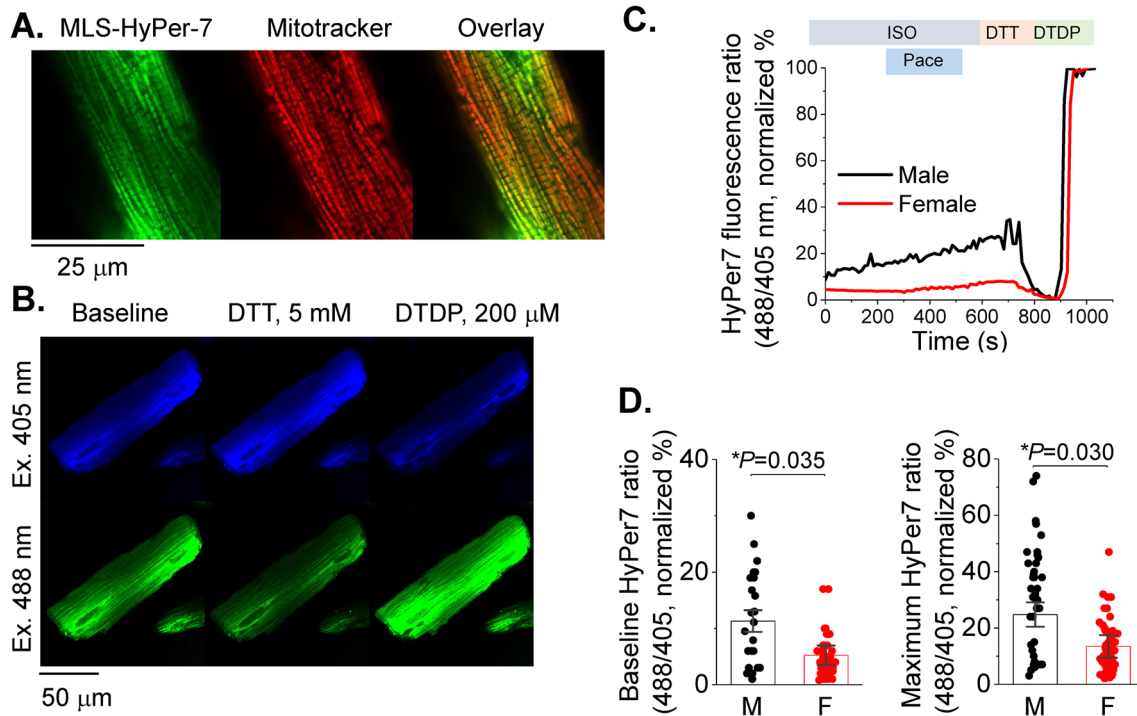 A.
MLS-HyPer-7 Mitotracker Overlay
25 μm
B.
Baseline DTT, 5 mM DTDP, 200 μM
Ex. 405 nm
Ex. 488 nm
50 μm
C.
ISO DTT DTDP
Pace
HyPer7 fluorescence ratio
(488/405 nm, normalized %
100
80
60
40
20
0
Male
Female
0 200 400 600 800 1000
Time (s)
D.
Baseline HyPer7 ratio
(488/405, normalized %)
40
20
0
*P=0.035
M F
Maximum HyPer7 ratio
(488/405, normalized %)
80
60
40
20
0
*P=0.030
M F